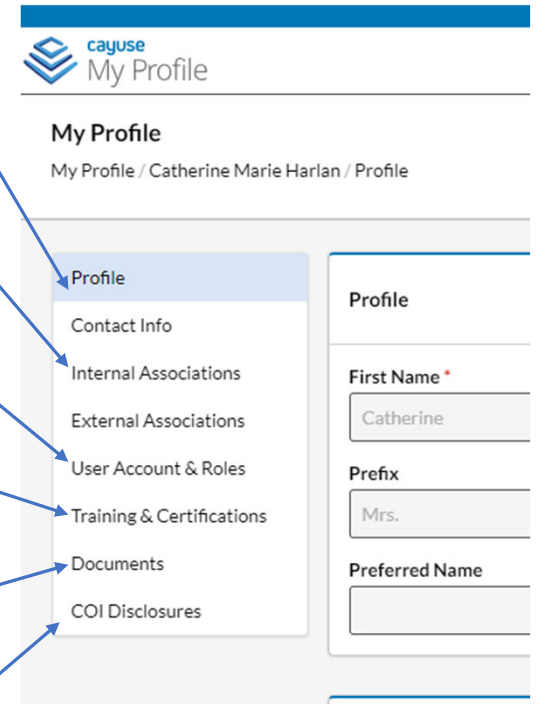 cayuse
My Profile
My Profile
My Profile / Catherine Marie Harlan / Profile
Profile
Contact Info
Internal Associations
External Associations
User Account & Roles
Training & Certifications
Documents
COI Disclosures
Profile
First Name *
Catherine
Prefix
Mrs.
Preferred Name